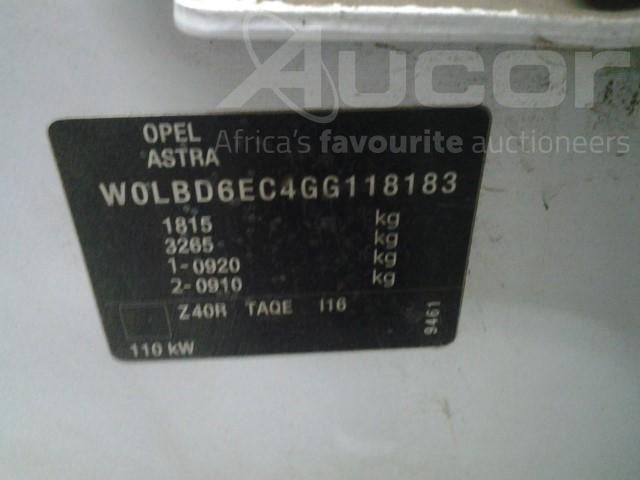 Aucor
Africa's favourite auctioneers
OPEL
ASTRA
W0LBD6EC4GG118183
1815 kg
3265 kg
1-0920 kg
2-0910 kg
Z40R TAQE I16
110 kW
9461